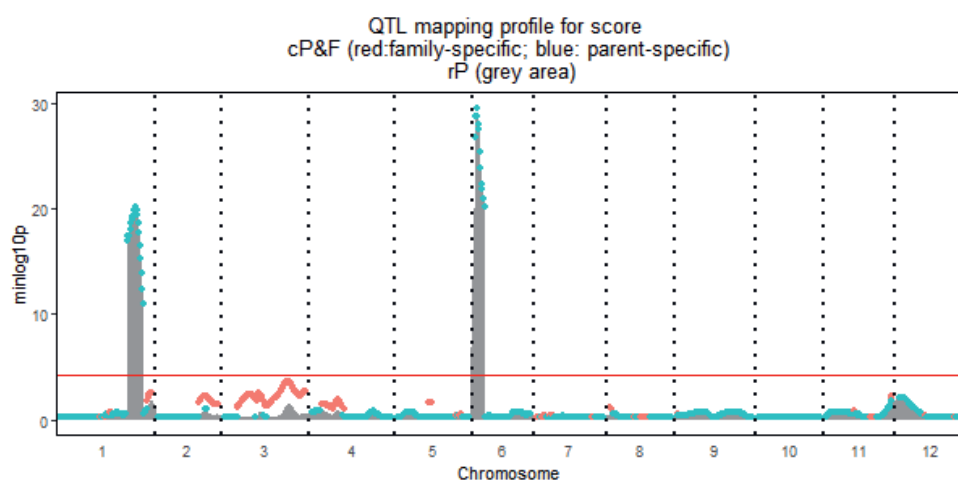 QTL mapping profile for score
cP&F (red:family-specific; blue: parent-specific)
rP (grey area)
30
20
10
0
minlog10p
1 2 3 4 5 6 7 8 9 10 11 12
Chromosome